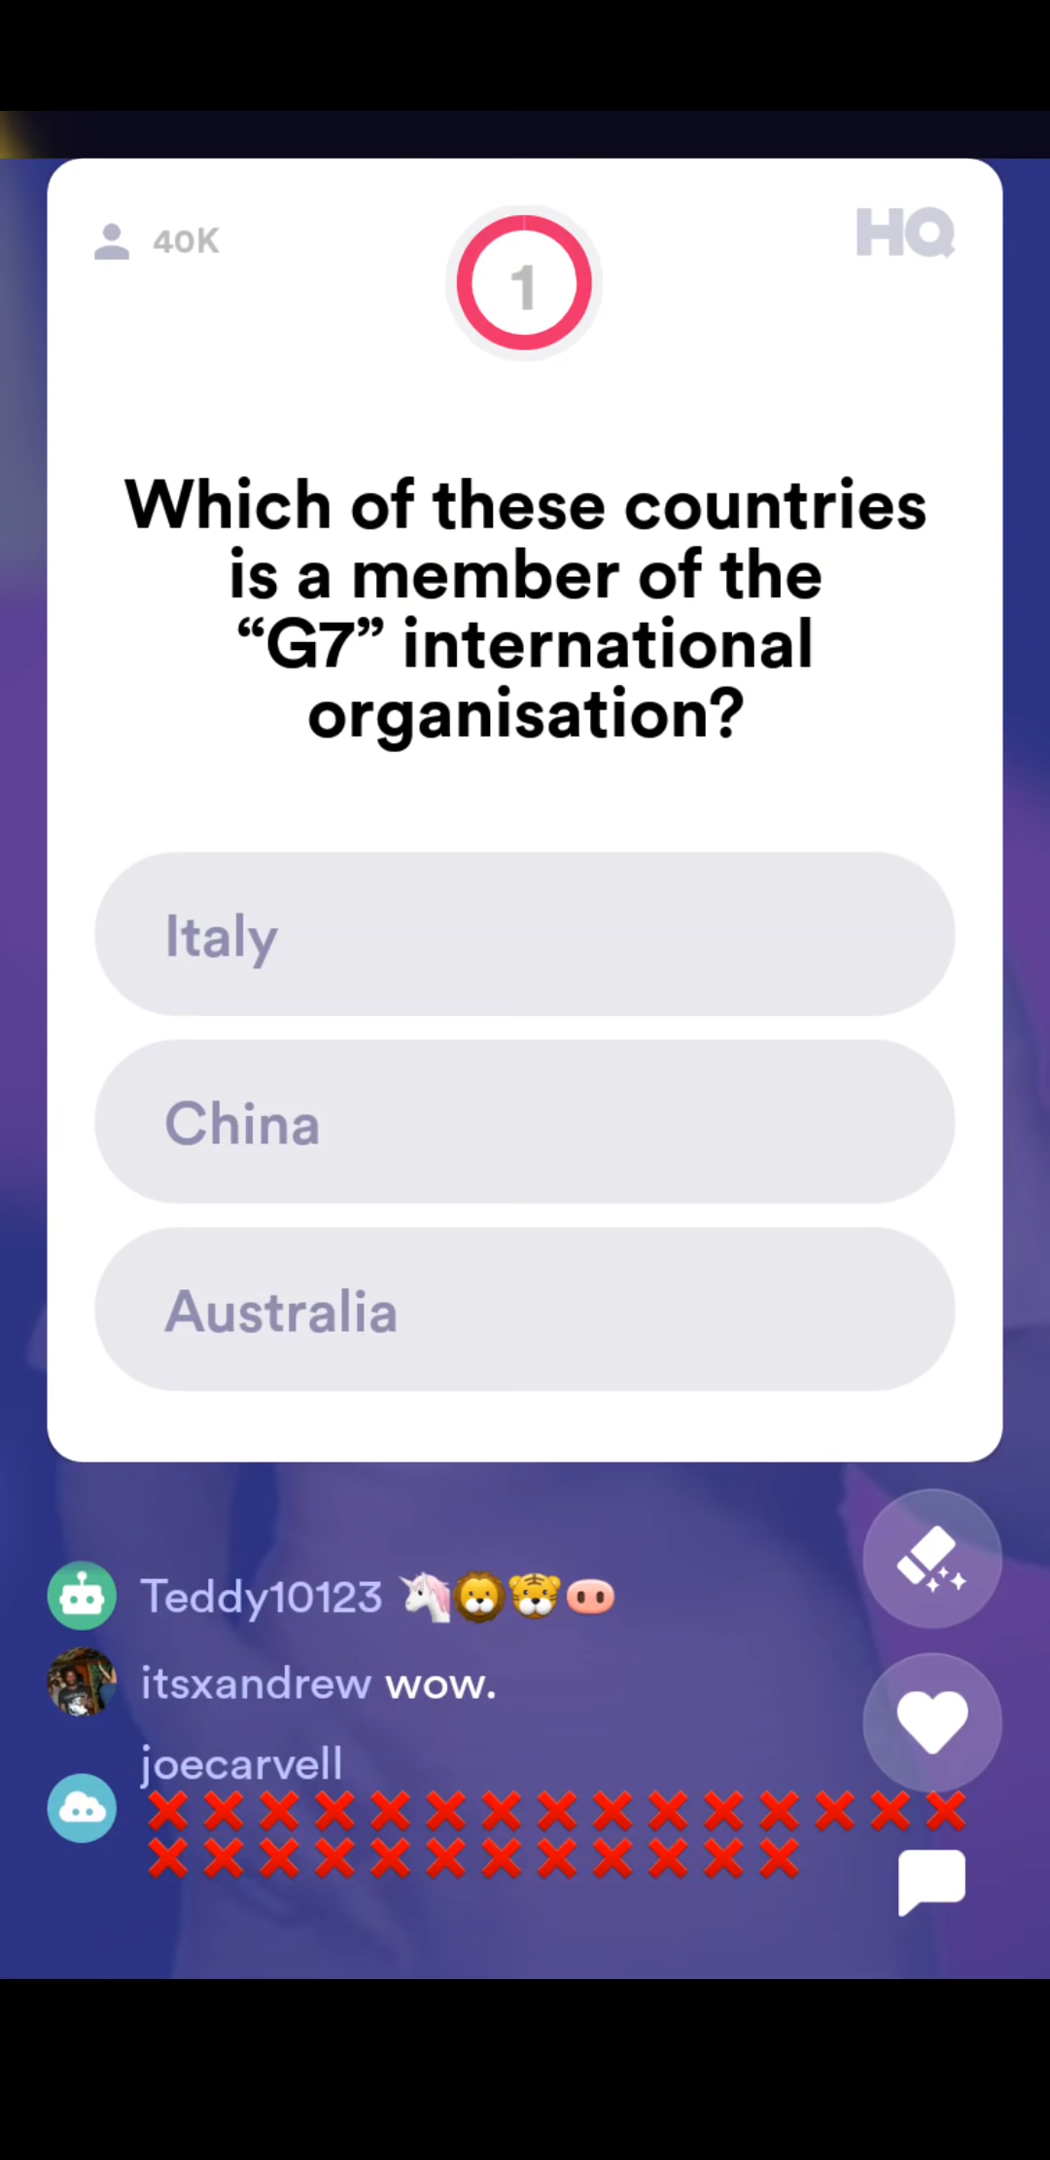 40K
1
HQ
Which of these countries
is a member of the
“G7” international
organisation?
Italy
China
Australia
Teddy10123 🦄🦁🐯🐽
itsxandrew wow.
joecarvell
❌❌❌❌❌❌❌❌❌❌❌❌❌❌❌
❌❌❌❌❌❌❌❌❌❌❌❌